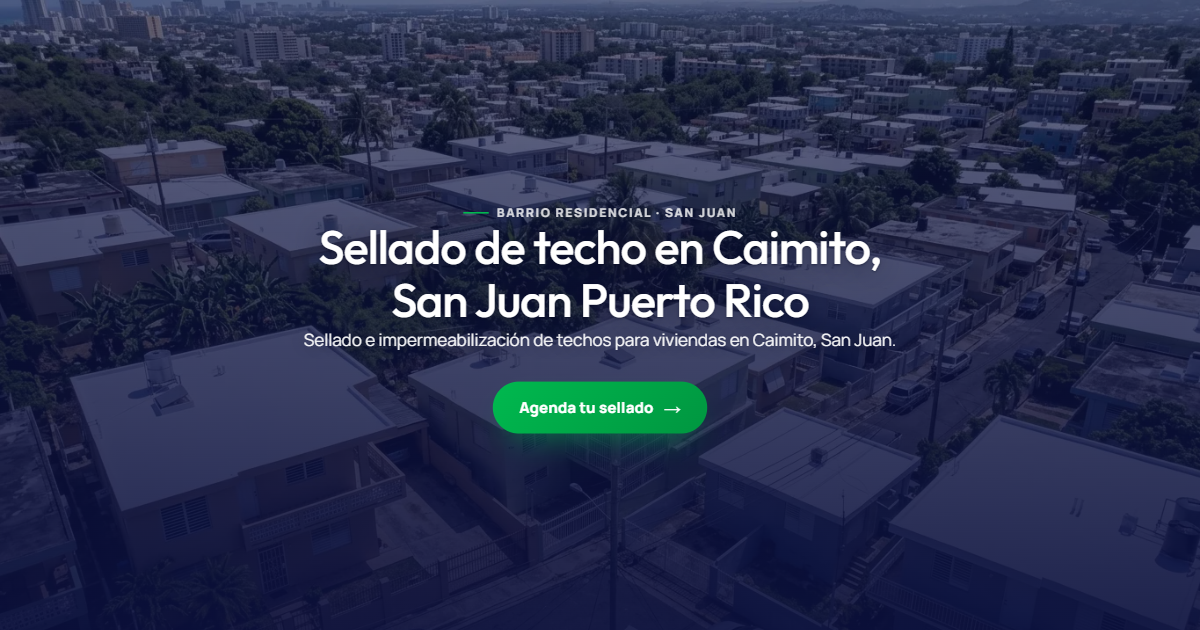 BARRIO RESIDENCIAL · SAN JUAN
Sellado de techo en Caimito,
San Juan Puerto Rico
Sellado e impermeabilización de techos para viviendas en Caimito, San Juan.
Agenda tu sellado →